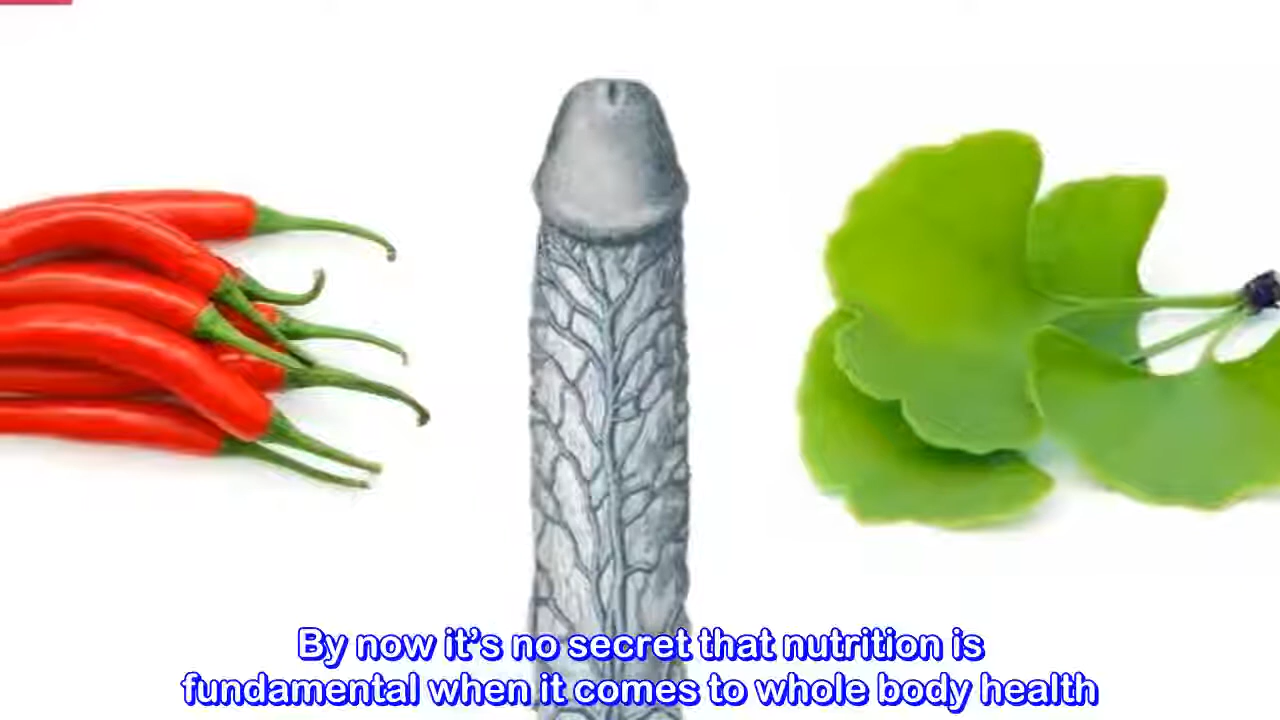 By now it's no secret that nutrition is
fundamental when it comes to whole body health